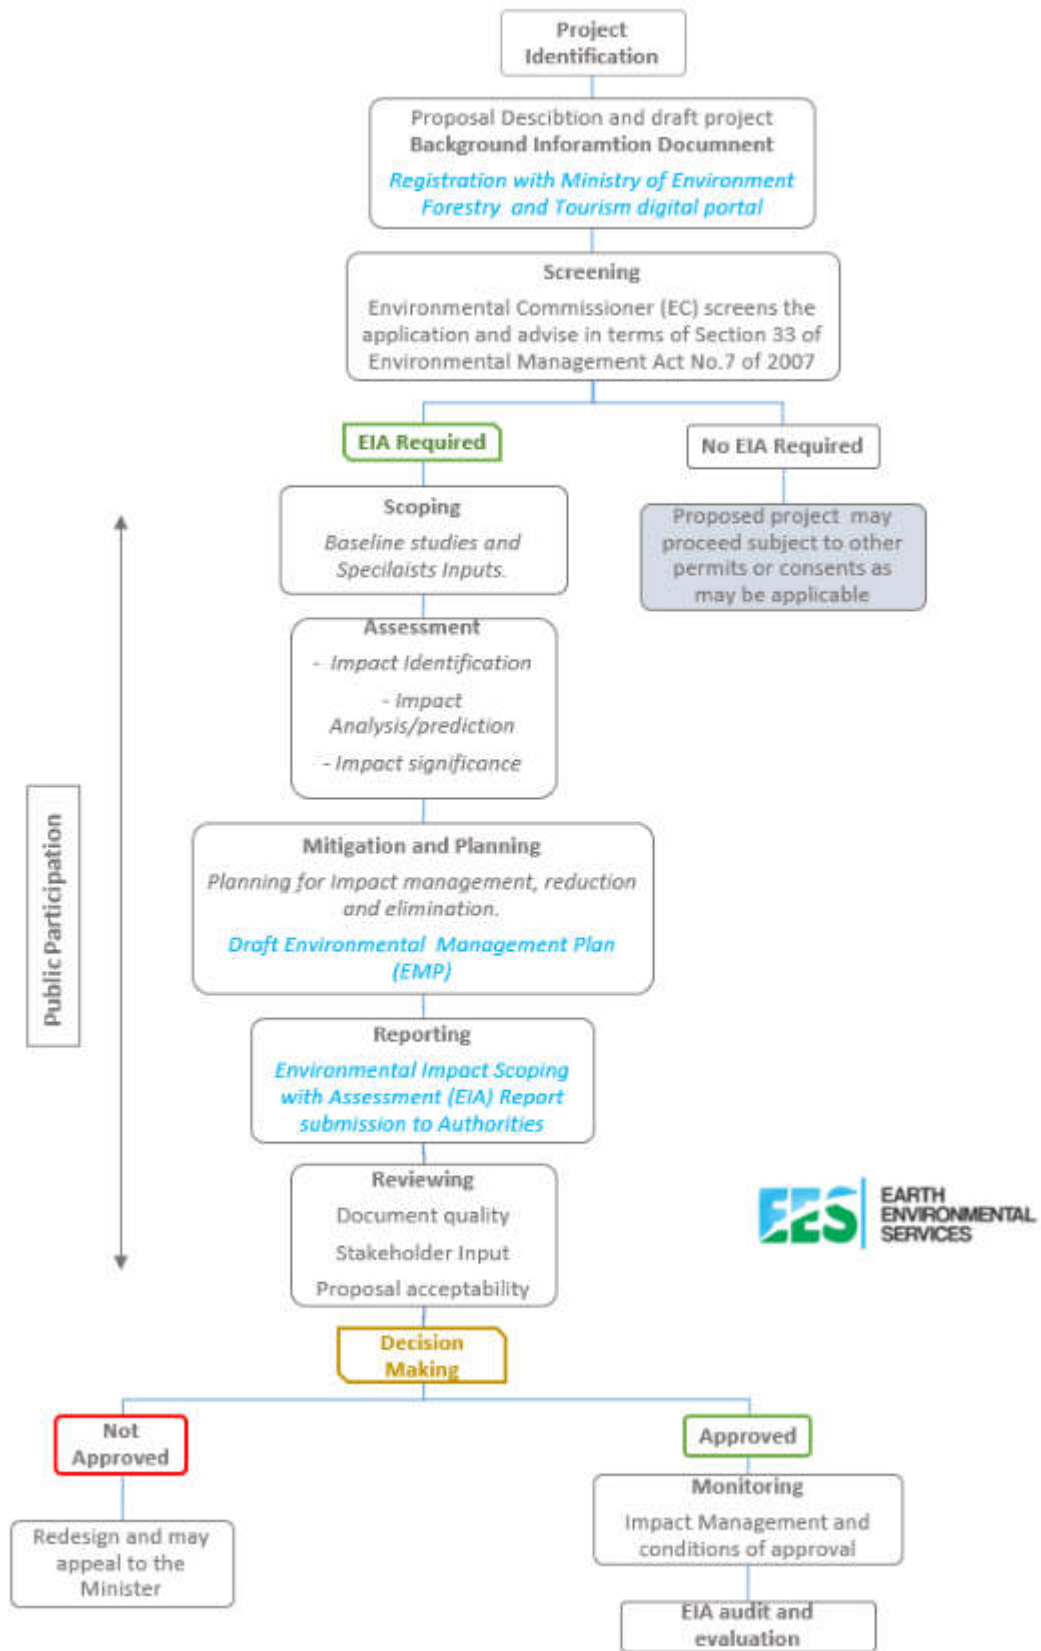 Project
Identification
Proposal Descibtion and draft project
Background Inforamtion Documnent
Registration with Ministry of Environment
Forestry and Tourism digital portal
Screening
Environmental Commissioner (EC) screens the
application and advise in terms of Section 33 of
Environmental Management Act No.7 of 2007
EIA Required
No EIA Required
Scoping
Baseline studies and
Specilaists Inputs.
Proposed project may
proceed subject to other
permits or consents as
may be applicable
Assessment
- Impact Identification
- Impact
Analysis/prediction
- Impact significance
Public Participation
Mitigation and Planning
Planning for Impact management, reduction
and elimination.
Draft Environmental Management Plan
(EMP)
Reporting
Environmental Impact Scoping
with Assessment (EIA) Report
submission to Authorities
Reviewing
Document quality
Stakeholder Input
Proposal acceptability
EES
EARTH
ENVIRONMENTAL
SERVICES
Decision
Making
Not
Approved
Approved
Redesign and may
appeal to the
Minister
Monitoring
Impact Management and
conditions of approval
EIA audit and
evaluation